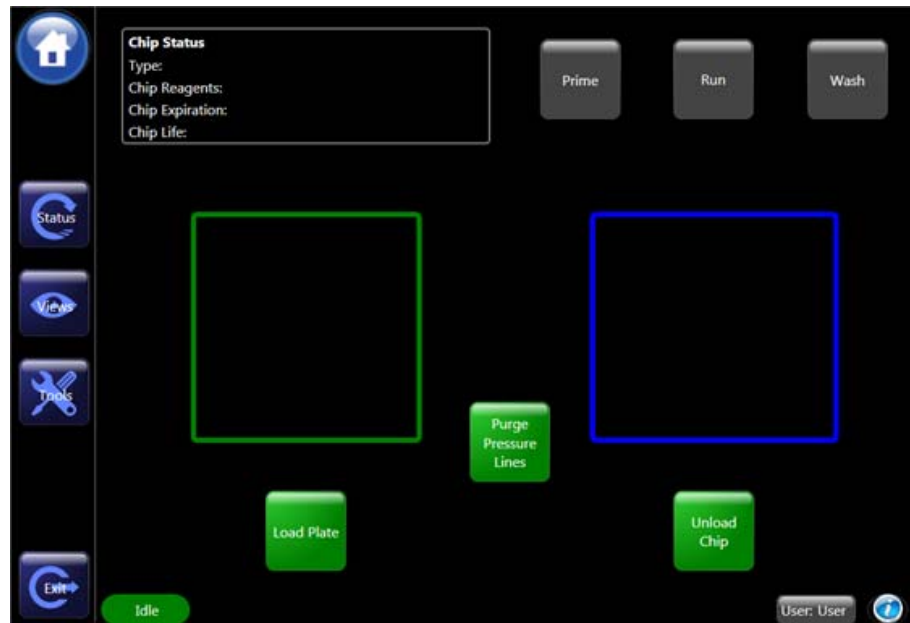 Chip Status
Type:
Chip Reagents:
Chip Expiration:
Chip Life:
Prime
Run
Wash
Status
Views
Tools
Purge
Pressure
Lines
Load Plate
Unload
Chip
Exit
Idle
User: User
i